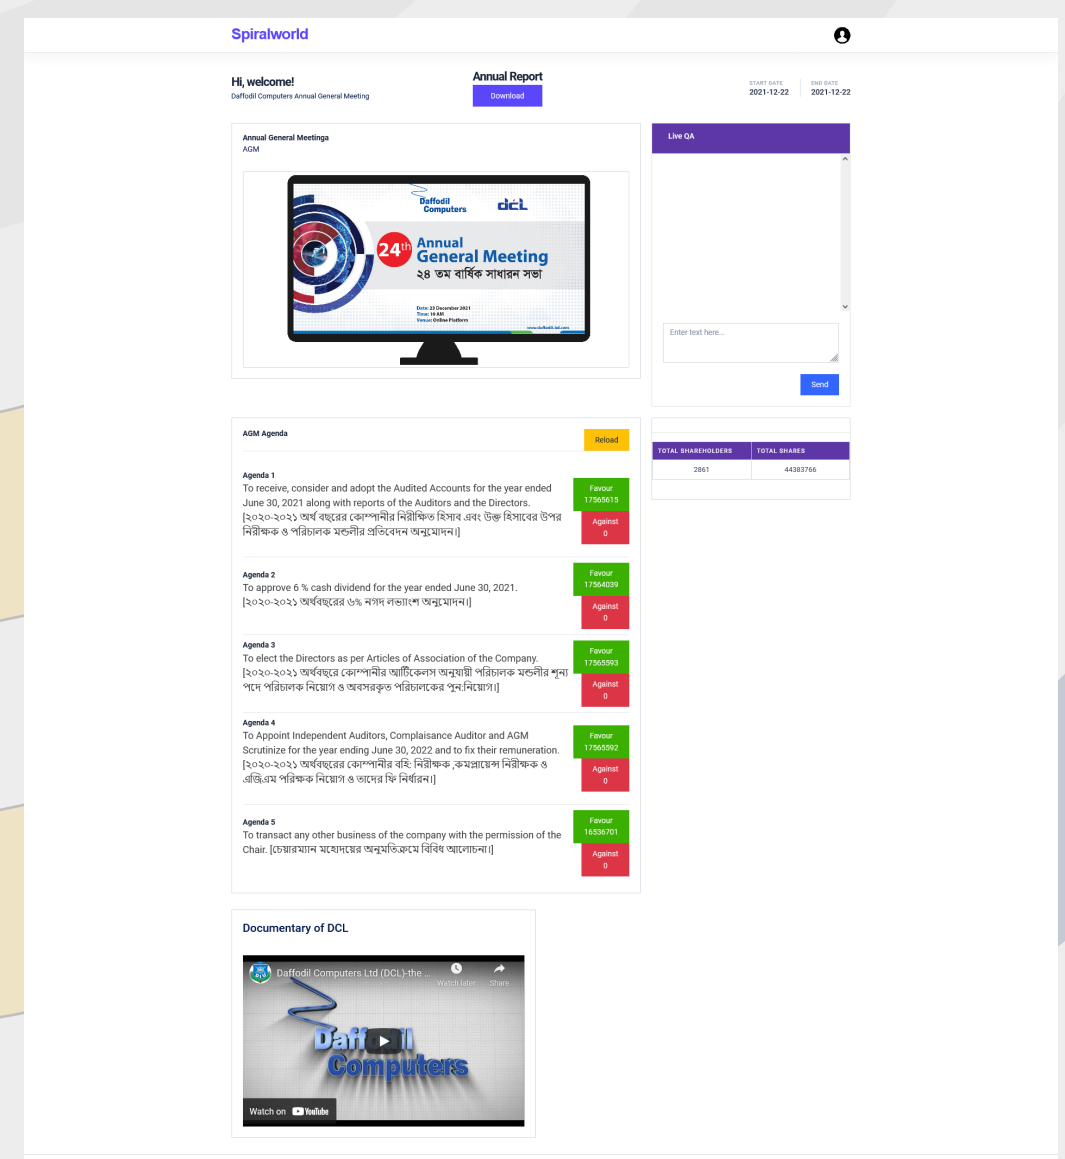 Spiralworld
Hi, welcome!
Daffodil Computers Annual General Meeting
Annual Report
Download
START DATE
2021-12-22
END DATE
2021-12-22
Annual General Meetinga
AGM
Daffodil
Computers
dcl
24th
Annual
General Meeting
২৪ তম বার্ষিক সাধারন সভা
Date: 23 December 2021
Time: 10 AM
Venue: Online Platform
www.daffodil-bd.com
Live QA
Enter text here...
Send
AGM Agenda
Reload
Agenda 1
To receive, consider and adopt the Audited Accounts for the year ended
June 30, 2021 along with reports of the Auditors and the Directors.
[২০২০-২০২১ অর্থ বছরের কোম্পানীর নিরীক্ষিত হিসাব এবং উক্ত হিসাবের উপর
নিরীক্ষক ও পরিচালক মন্ডলীর প্রতিবেদন অনুমোদন।]
Favour
17565615
Against
0
Agenda 2
To approve 6 % cash dividend for the year ended June 30, 2021.
[২০২০-২০২১ অর্থবছরের ৬% নগদ লভ্যাংশ অনুমোদন।]
Favour
17564039
Against
0
Agenda 3
To elect the Directors as per Articles of Association of the Company.
[২০২০-২০২১ অর্থবছরে কোম্পানীর আর্টিকেলস অনুযায়ী পরিচালক মন্ডলীর শূন্য
পদে পরিচালক নিয়োগ ও অবসরকৃত পরিচালকের পুন:নিয়োগ।]
Favour
17565593
Against
0
Agenda 4
To Appoint Independent Auditors, Complaisance Auditor and AGM
Scrutinize for the year ending June 30, 2022 and to fix their remuneration.
[২০২০-২০২১ অর্থবছরের কোম্পানীর বহি: নিরীক্ষক ,কমপ্লায়েন্স নিরীক্ষক ও
এজিএম পরিক্ষক নিয়োগ ও তাদের ফি নির্ধারন।]
Favour
17565592
Against
0
Agenda 5
To transact any other business of the company with the permission of the
Chair. [চেয়ারম্যান মহোদয়ের অনুমতিক্রমে বিবিধ আলোচনা।]
Favour
16536701
Against
0
TOTAL SHAREHOLDERS TOTAL SHARES
2861 44383766
Documentary of DCL
Daffodil Computers Ltd (DCL)-the ...
Watch later
Share
Computers
Watch on YouTube